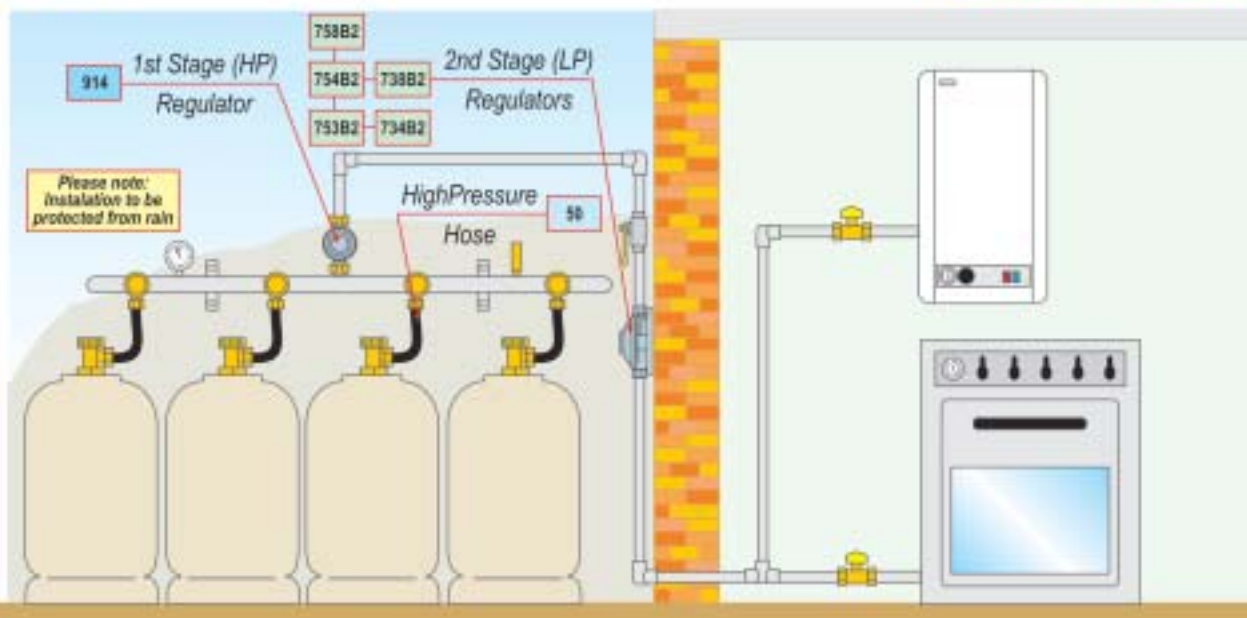 758B2
914
1st Stage (HP)
Regulator
754B2
738B2
2nd Stage (LP)
Regulators
753B2
734B2
Please note:
Instalation to be
protected from rain
HighPressure
Hose
50